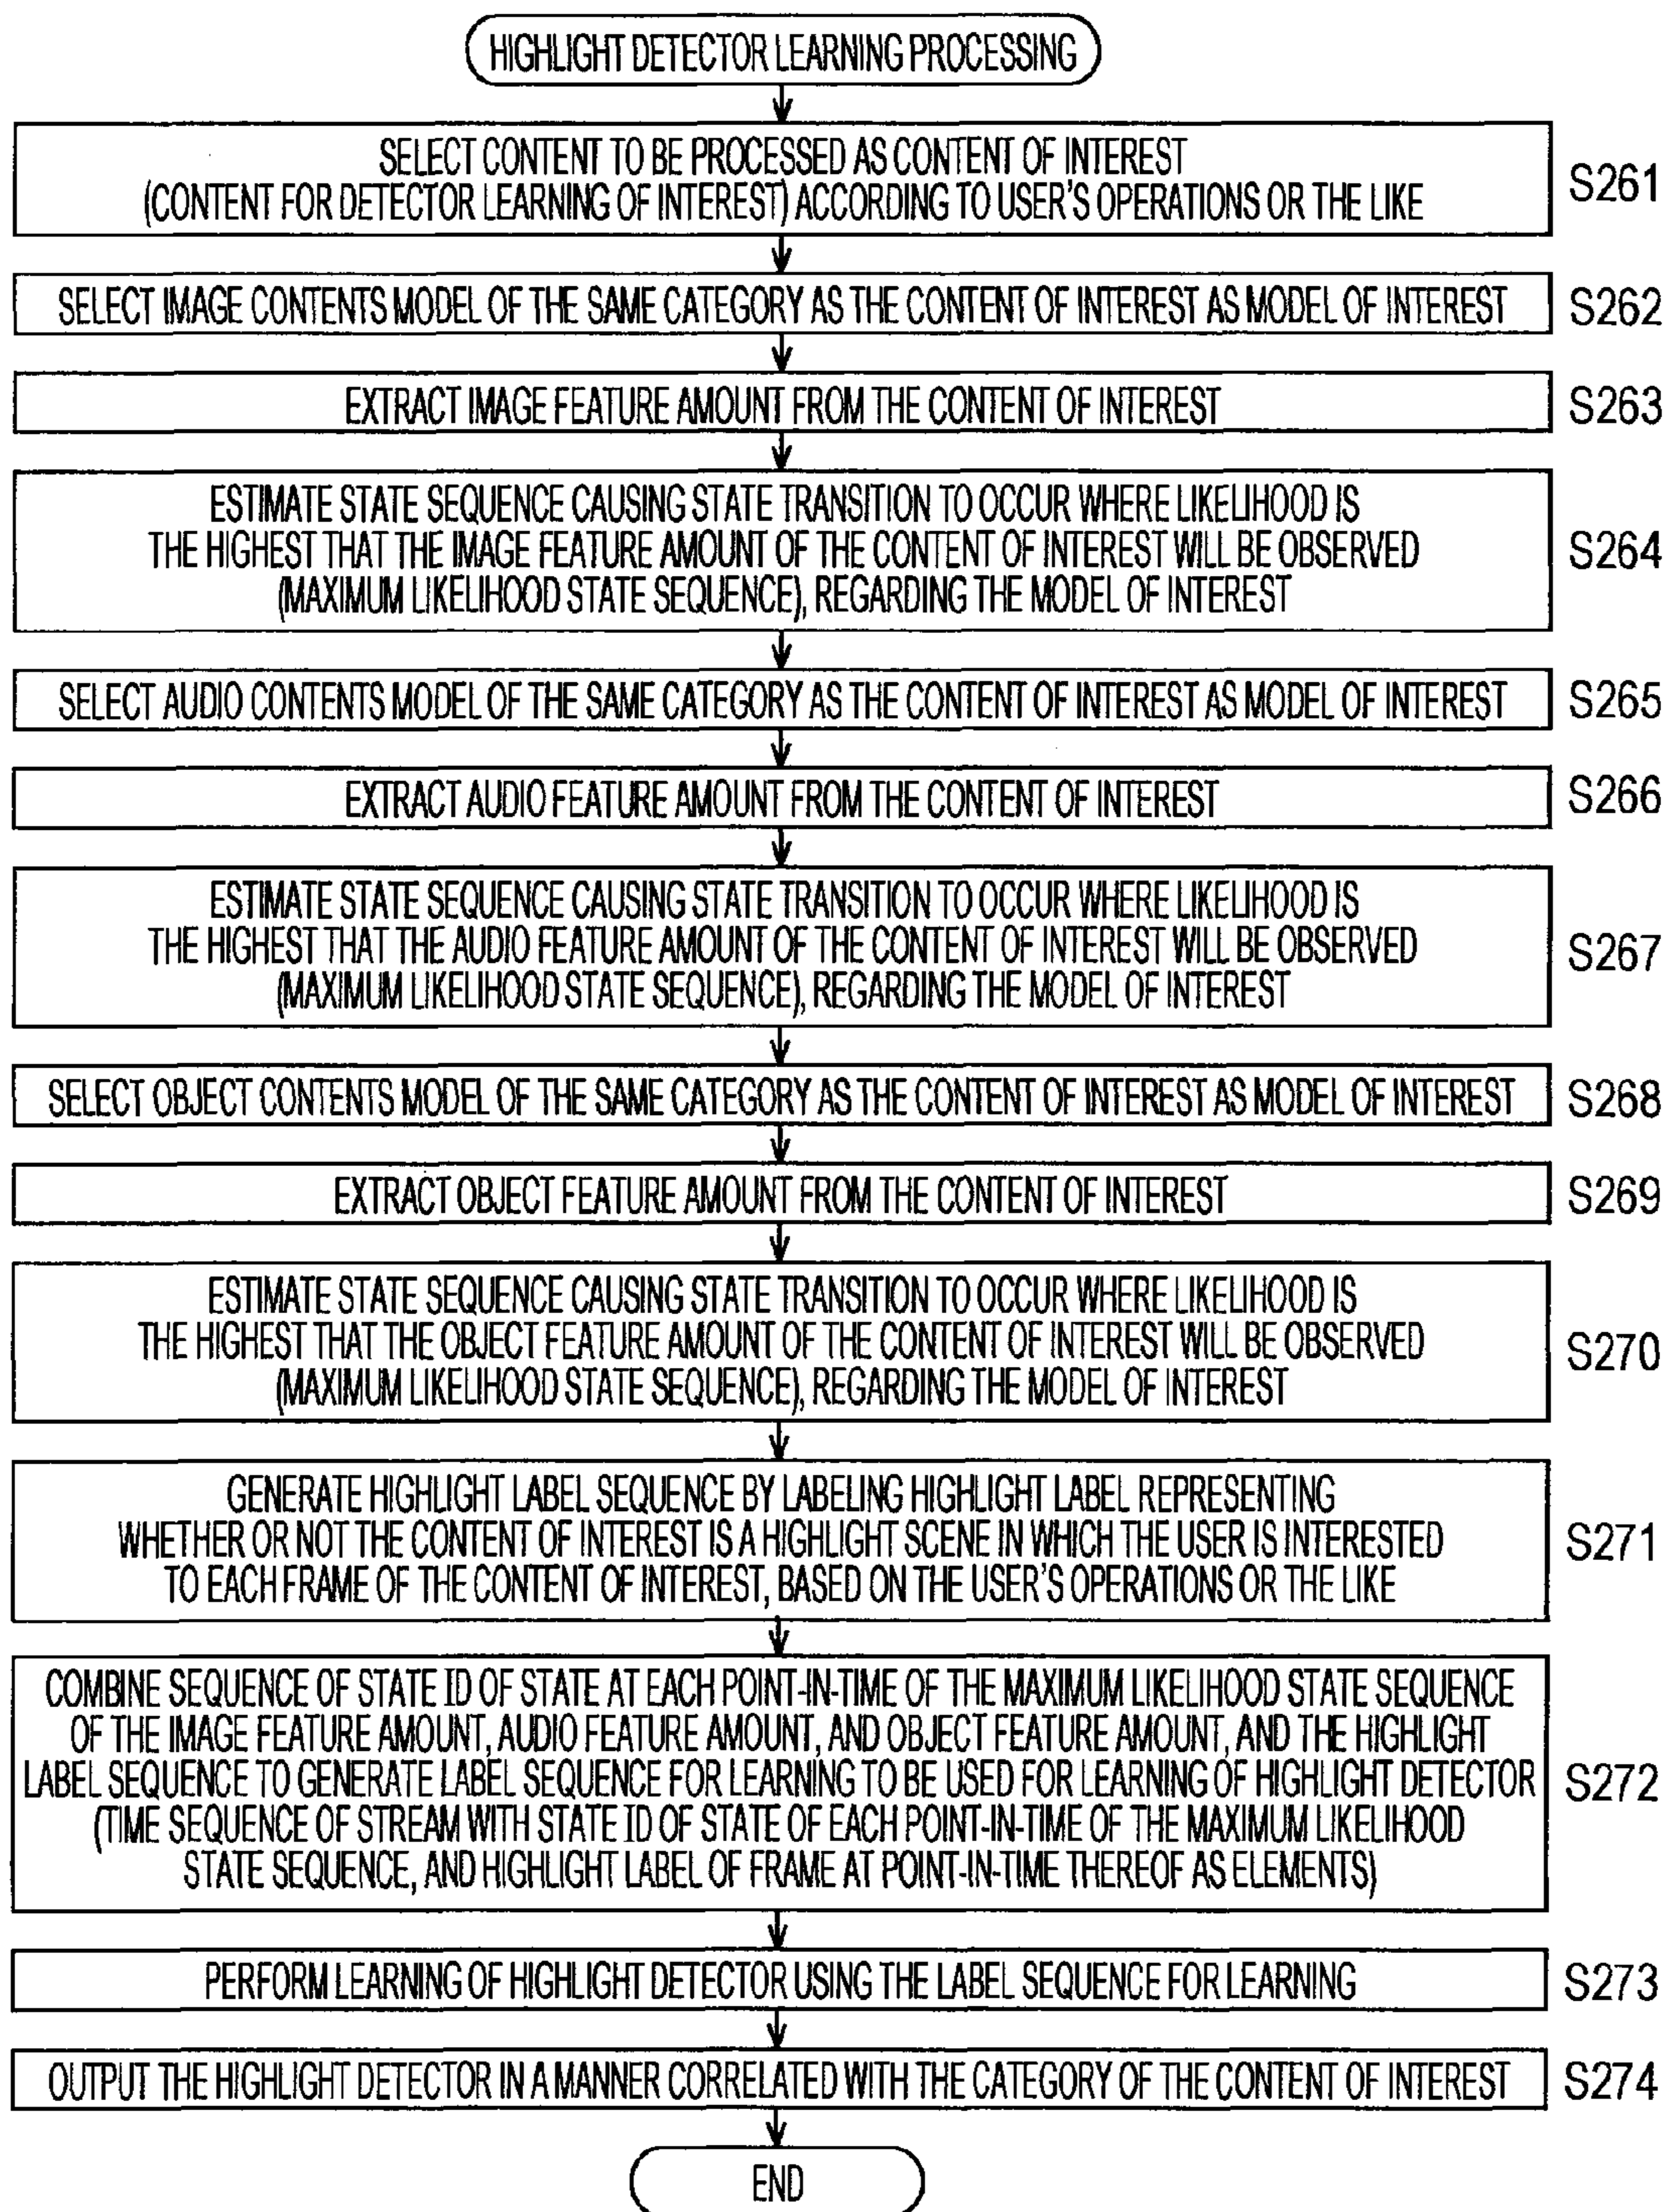 HIGHLIGHT DETECTOR LEARNING PROCESSING
SELECT CONTENT TO BE PROCESSED AS CONTENT OF INTEREST
(CONTENT FOR DETECTOR LEARNING OF INTEREST) ACCORDING TO USER'S OPERATIONS OR THE LIKE
S261
SELECT IMAGE CONTENTS MODEL OF THE SAME CATEGORY AS THE CONTENT OF INTEREST AS MODEL OF INTEREST
S262
EXTRACT IMAGE FEATURE AMOUNT FROM THE CONTENT OF INTEREST
S263
ESTIMATE STATE SEQUENCE CAUSING STATE TRANSITION TO OCCUR WHERE LIKELIHOOD IS
THE HIGHEST THAT THE IMAGE FEATURE AMOUNT OF THE CONTENT OF INTEREST WILL BE OBSERVED
(MAXIMUM LIKELIHOOD STATE SEQUENCE), REGARDING THE MODEL OF INTEREST
S264
SELECT AUDIO CONTENTS MODEL OF THE SAME CATEGORY AS THE CONTENT OF INTEREST AS MODEL OF INTEREST
S265
EXTRACT AUDIO FEATURE AMOUNT FROM THE CONTENT OF INTEREST
S266
ESTIMATE STATE SEQUENCE CAUSING STATE TRANSITION TO OCCUR WHERE LIKELIHOOD IS
THE HIGHEST THAT THE AUDIO FEATURE AMOUNT OF THE CONTENT OF INTEREST WILL BE OBSERVED
(MAXIMUM LIKELIHOOD STATE SEQUENCE), REGARDING THE MODEL OF INTEREST
S267
SELECT OBJECT CONTENTS MODEL OF THE SAME CATEGORY AS THE CONTENT OF INTEREST AS MODEL OF INTEREST
S268
EXTRACT OBJECT FEATURE AMOUNT FROM THE CONTENT OF INTEREST
S269
ESTIMATE STATE SEQUENCE CAUSING STATE TRANSITION TO OCCUR WHERE LIKELIHOOD IS
THE HIGHEST THAT THE OBJECT FEATURE AMOUNT OF THE CONTENT OF INTEREST WILL BE OBSERVED
(MAXIMUM LIKELIHOOD STATE SEQUENCE), REGARDING THE MODEL OF INTEREST
S270
GENERATE HIGHLIGHT LABEL SEQUENCE BY LABELING HIGHLIGHT LABEL REPRESENTING
WHETHER OR NOT THE CONTENT OF INTEREST IS A HIGHLIGHT SCENE IN WHICH THE USER IS INTERESTED
TO EACH FRAME OF THE CONTENT OF INTEREST, BASED ON THE USER'S OPERATIONS OR THE LIKE
S271
COMBINE SEQUENCE OF STATE ID OF STATE AT EACH POINT-IN-TIME OF THE MAXIMUM LIKELIHOOD STATE SEQUENCE
OF THE IMAGE FEATURE AMOUNT, AUDIO FEATURE AMOUNT, AND OBJECT FEATURE AMOUNT, AND THE HIGHLIGHT
LABEL SEQUENCE TO GENERATE LABEL SEQUENCE FOR LEARNING TO BE USED FOR LEARNING OF HIGHLIGHT DETECTOR
(TIME SEQUENCE OF STREAM WITH STATE ID OF STATE OF EACH POINT-IN-TIME OF THE MAXIMUM LIKELIHOOD
STATE SEQUENCE, AND HIGHLIGHT LABEL OF FRAME AT POINT-IN-TIME THEREOF AS ELEMENTS)
S272
PERFORM LEARNING OF HIGHLIGHT DETECTOR USING THE LABEL SEQUENCE FOR LEARNING
S273
OUTPUT THE HIGHLIGHT DETECTOR IN A MANNER CORRELATED WITH THE CATEGORY OF THE CONTENT OF INTEREST
S274
END